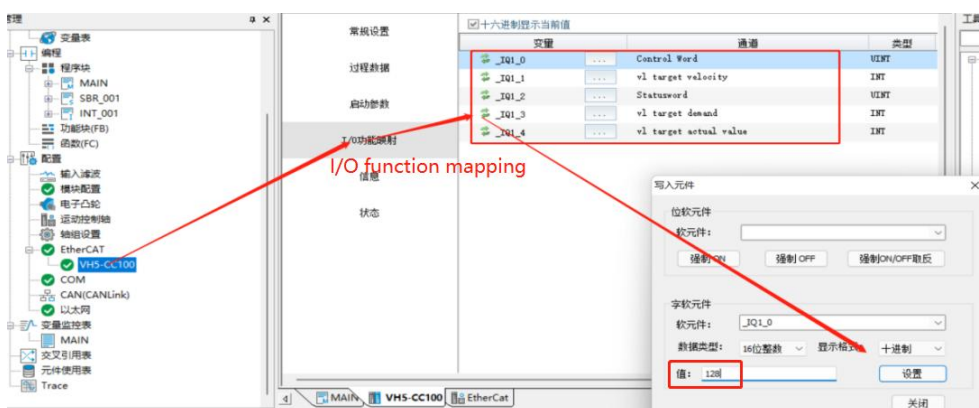 管理
变量表
编程
程序块
MAIN
SBR_001
INT_001
功能块(FB)
函数(FC)
配置
输入滤波
模块配置
电子凸轮
运动控制轴
轴组设置
EtherCAT
VH5-CC100
COM
CAN(CANLink)
以太网
变量监控表
MAIN
交叉引用表
元件使用表
Trace
常规设置
过程数据
启动参数
I/O功能映射
信息
状态
I/O function mapping
十六进制显示当前值
变量 通道 类型
_IQ1_0 ... Control Word UINT
_IQ1_1 ... vl target velocity INT
_IQ1_2 ... Statusword UINT
_IQ1_3 ... vl target demand INT
_IQ1_4 ... vl target actual value INT
写入元件
位软元件
软元件:
强制ON 强制OFF 强制ON/OFF取反
字软元件
软元件: _IQ1_0
数据类型: 16位整数 显示格式: 十进制
值: 128 设置
关闭
MAIN VH5-CC100 EtherCat